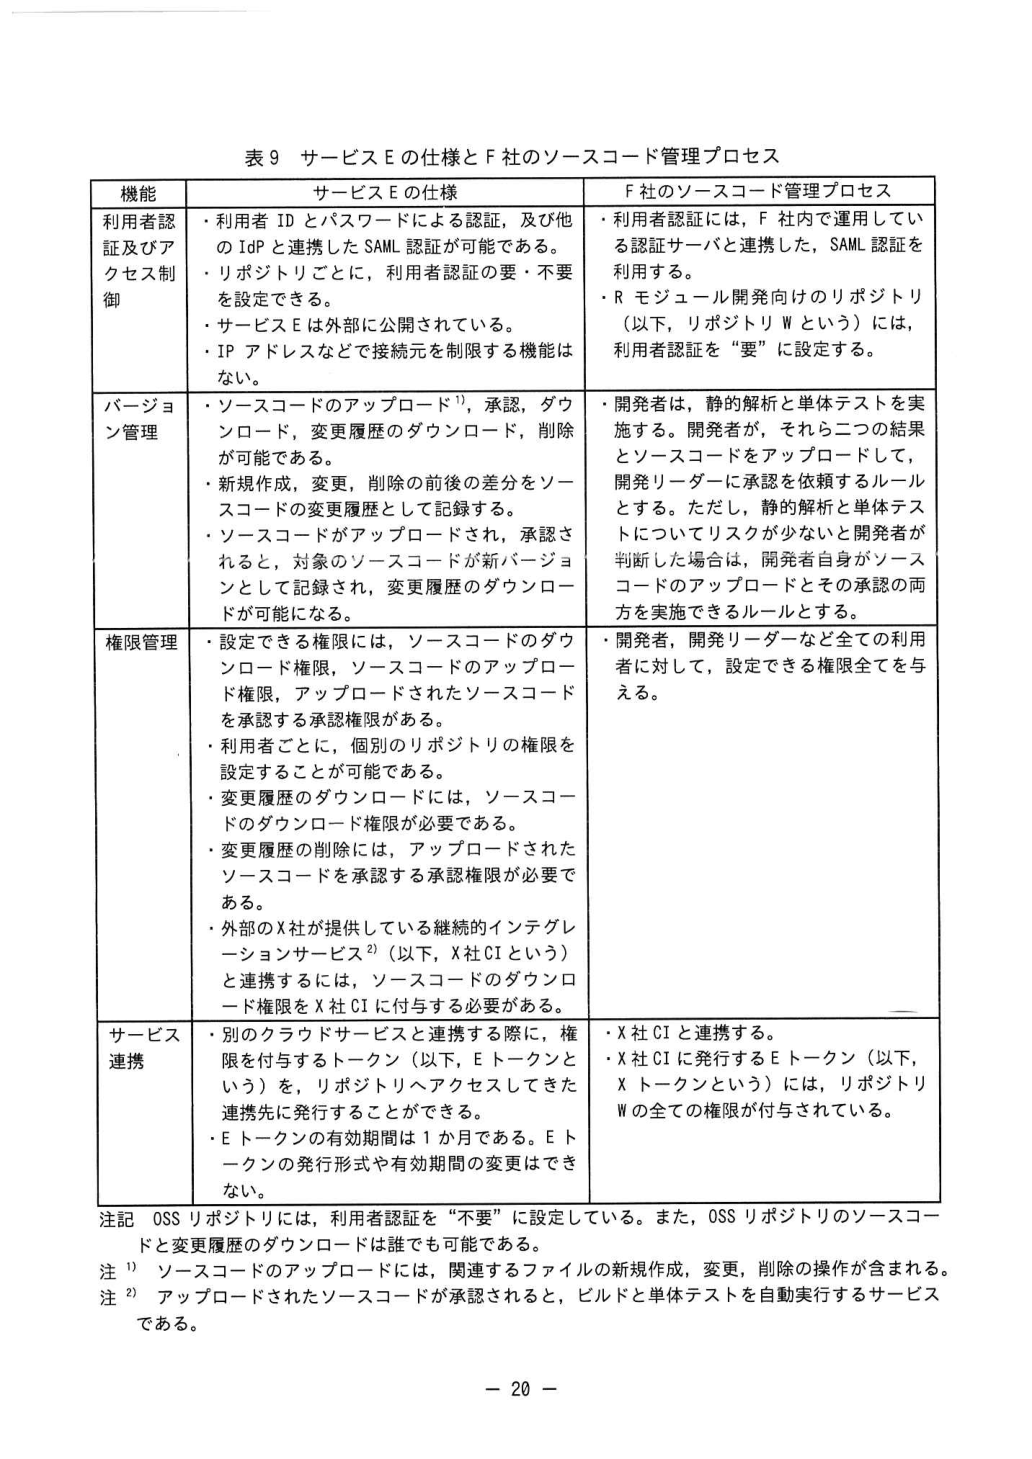 表９　サービスＥの仕様とＦ社のソースコード管理プロセス
機能
サービスＥの仕様
Ｆ社のソースコード管理プロセス
利用者認
証及びア
クセス制
御
・利用者 ID とパスワードによる認証，及び他
の IdP と連携した SAML 認証が可能である。
・リポジトリごとに，利用者認証の要・不要
を設定できる。
・サービスＥは外部に公開されている。
・IP アドレスなどで接続元を制限する機能は
ない。
・利用者認証には，F 社内で運用してい
る認証サーバと連携した，SAML 認証を
利用する。
・R モジュール開発向けのリポジトリ
（以下，リポジトリ W という）には，
利用者認証を“要”に設定する。
バージョ
ン管理
・ソースコードのアップロード1)，承認，ダウ
ンロード，変更履歴のダウンロード，削除
が可能である。
・新規作成，変更，削除の前後の差分をソー
スコードの変更履歴として記録する。
・ソースコードがアップロードされ，承認さ
れると，対象のソースコードが新バージョ
ンとして記録され，変更履歴のダウンロー
ドが可能になる。
・開発者は，静的解析と単体テストを実
施する。開発者が，それら二つの結果
とソースコードをアップロードして，
開発リーダーに承認を依頼するルール
とする。ただし，静的解析と単体テス
トについてリスクが少ないと開発者が
判断した場合は，開発者自身がソース
コードのアップロードとその承認の両
方を実施できるルールとする。
権限管理
・設定できる権限には，ソースコードのダウ
ンロード権限，ソースコードのアップロー
ド権限，アップロードされたソースコード
を承認する承認権限がある。
・利用者ごとに，個別のリポジトリの権限を
設定することが可能である。
・変更履歴のダウンロードには，ソースコー
ドのダウンロード権限が必要である。
・変更履歴の削除には，アップロードされた
ソースコードを承認する承認権限が必要で
ある。
・外部のＸ社が提供している継続的インテグレ
ーションサービス2)（以下，X社CIという）
と連携するには，ソースコードのダウンロ
ード権限をＸ社 CI に付与する必要がある。
・開発者，開発リーダーなど全ての利用
者に対して，設定できる権限全てを与
える。
サービス
連携
・別のクラウドサービスと連携する際に，権
限を付与するトークン（以下，E トークンと
いう）を，リポジトリへアクセスしてきた
連携先に発行することができる。
・E トークンの有効期間は 1 か月である。E ト
ークンの発行形式や有効期間の変更はでき
ない。
・X 社 CI と連携する。
・X 社 CI に発行する E トークン（以下，
X トークンという）には，リポジトリ
W の全ての権限が付与されている。
注記　OSS リポジトリには，利用者認証を“不要”に設定している。また，OSS リポジトリのソースコー
ドと変更履歴のダウンロードは誰でも可能である。
注 1)　ソースコードのアップロードには，関連するファイルの新規作成，変更，削除の操作が含まれる。
注 2)　アップロードされたソースコードが承認されると，ビルドと単体テストを自動実行するサービス
である。
－ 20 －